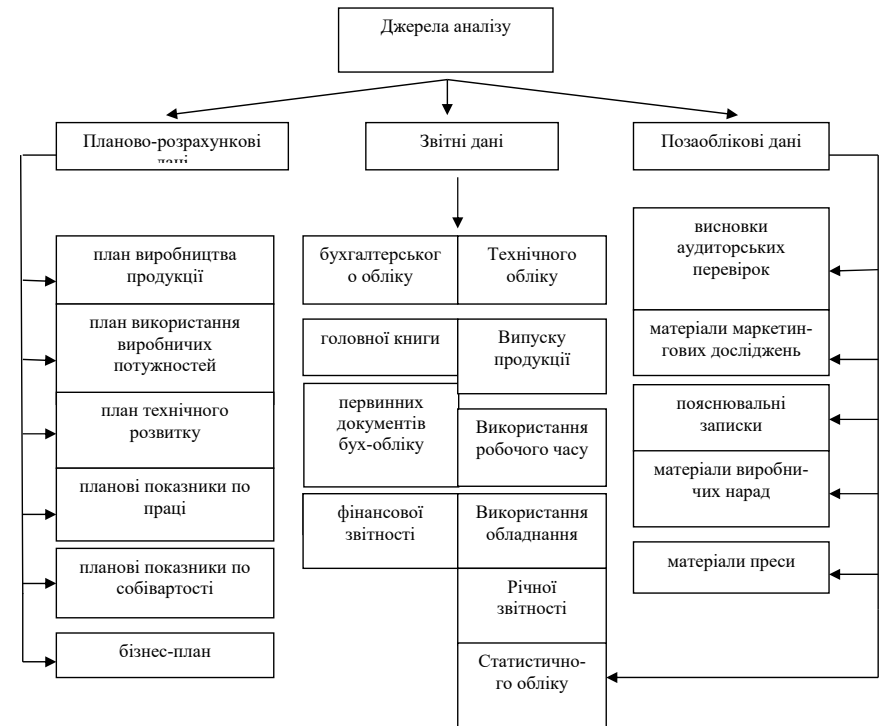 Джерела аналізу
Планово-розрахункові
дані
Звітні дані
Позаоблікові дані
план виробництва
продукції
план використання
виробничих
потужностей
план технічного
розвитку
планові показники по
праці
планові показники по
собівартості
бізнес-план
бухгалтерськог
о обліку
головної книги
первинних
документів
бух-обліку
фінансової
звітності
Технічного
обліку
Випуску
продукції
Використання
робочого часу
Використання
обладнання
Річної
звітності
Статистично-
го обліку
висновки
аудиторських
перевірок
матеріали маркетин-
гових досліджень
пояснювальні
записки
матеріали виробни-
чих нарад
матеріали преси